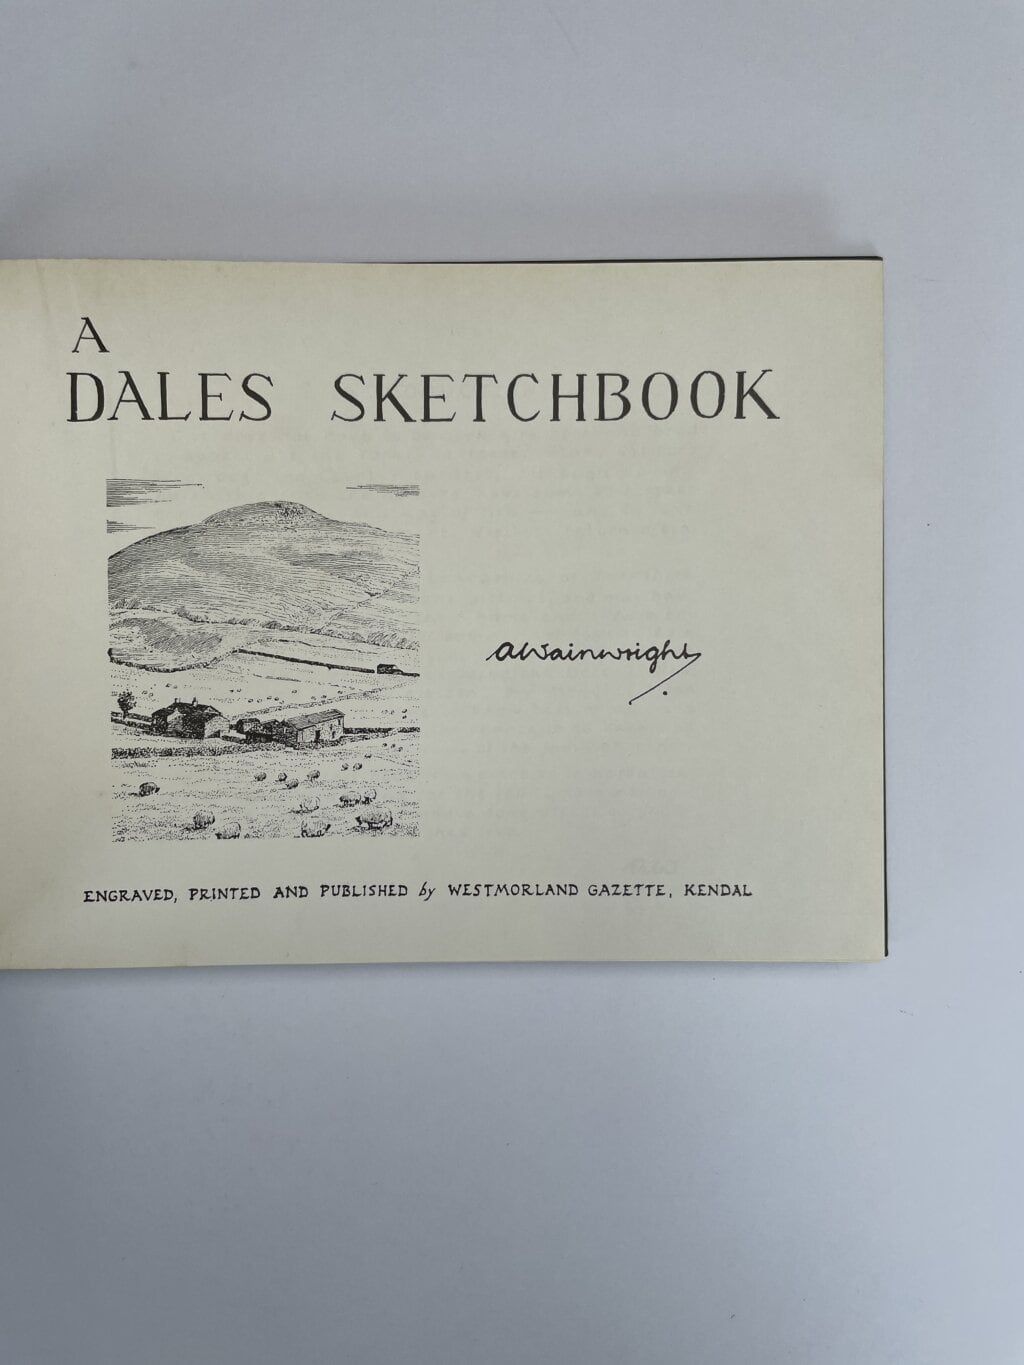 A
DALES SKETCHBOOK
AWainwright
ENGRAVED, PRINTED AND PUBLISHED by WESTMORLAND GAZETTE, KENDAL